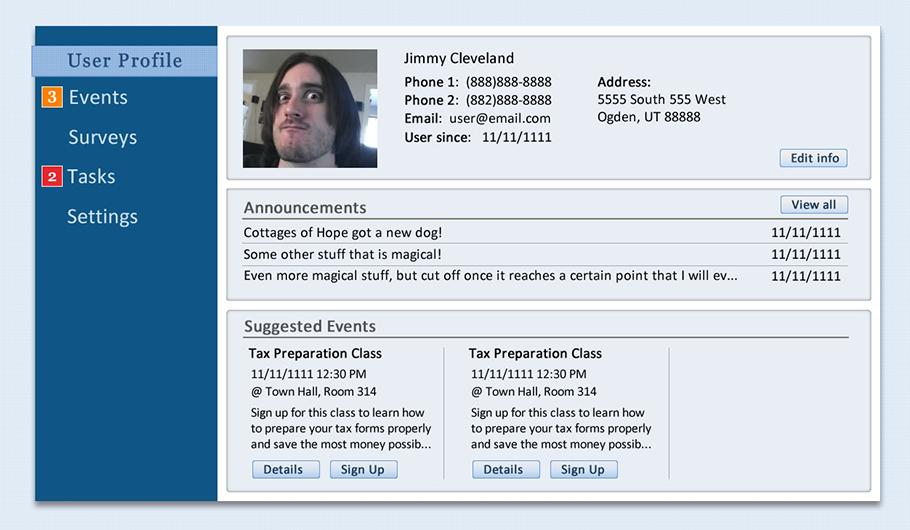 User Profile
3 Events
Surveys
2 Tasks
Settings
Jimmy Cleveland
Phone 1: (888)888-8888
Phone 2: (882)888-8888
Email: user@email.com
User since: 11/11/1111
Address:
5555 South 555 West
Ogden, UT 88888
Edit info
Announcements
View all
Cottages of Hope got a new dog! 11/11/1111
Some other stuff that is magical! 11/11/1111
Even more magical stuff, but cut off once it reaches a certain point that I will ev... 11/11/1111
Suggested Events
Tax Preparation Class
11/11/1111 12:30 PM
@ Town Hall, Room 314
Sign up for this class to learn how
to prepare your tax forms properly
and save the most money possib...
Details Sign Up
Tax Preparation Class
11/11/1111 12:30 PM
@ Town Hall, Room 314
Sign up for this class to learn how
to prepare your tax forms properly
and save the most money possib...
Details Sign Up